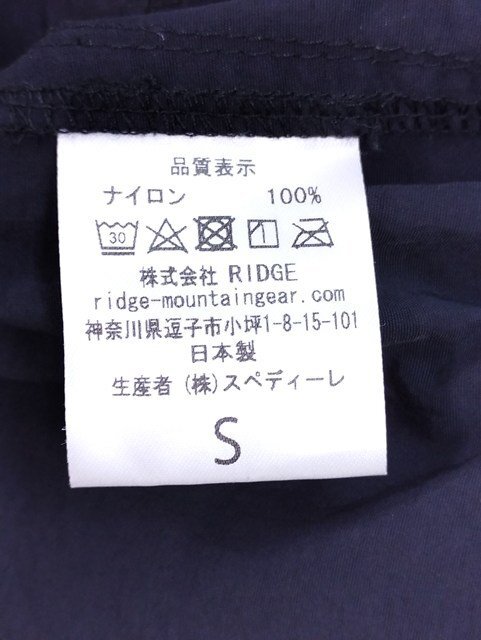 品質表示
ナイロン 100%
30
株式会社 RIDGE
ridge-mountaingear.com
神奈川県逗子市小坪1-8-15-101
日本製
生産者 (株)スペディーレ
S